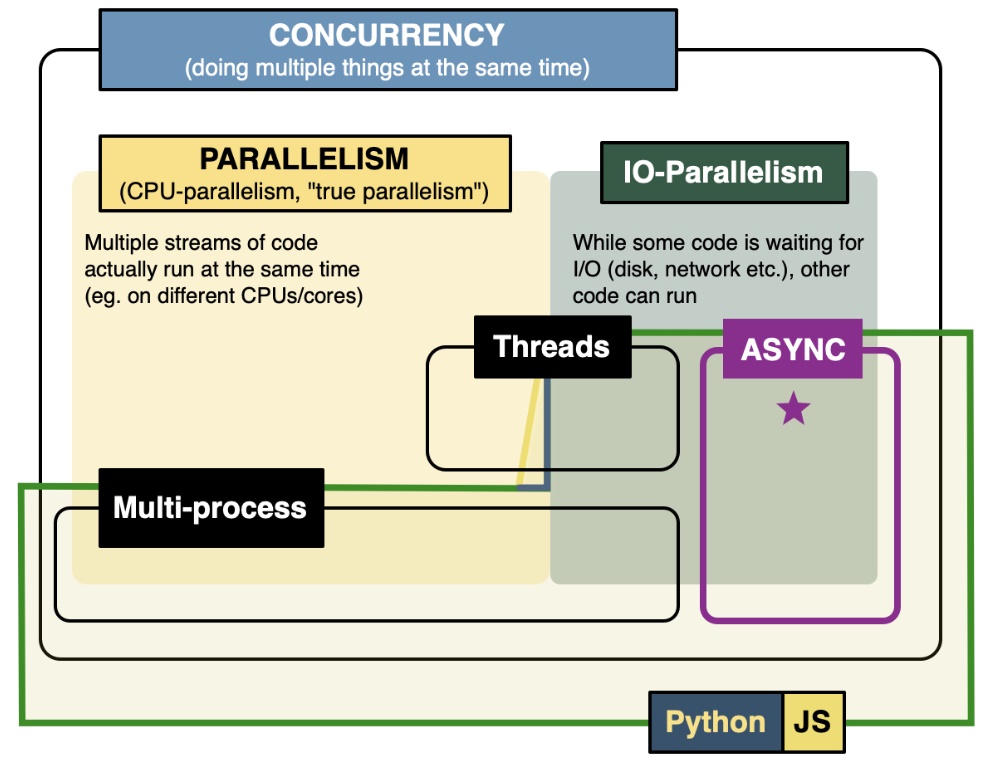 CONCURRENCY
(doing multiple things at the same time)
PARALLELISM
(CPU-parallelism, "true parallelism")
IO-Parallelism
Multiple streams of code
actually run at the same time
(eg. on different CPUs/cores)
While some code is waiting for
I/O (disk, network etc.), other
code can run
Threads
ASYNC
Multi-process
Python
JS